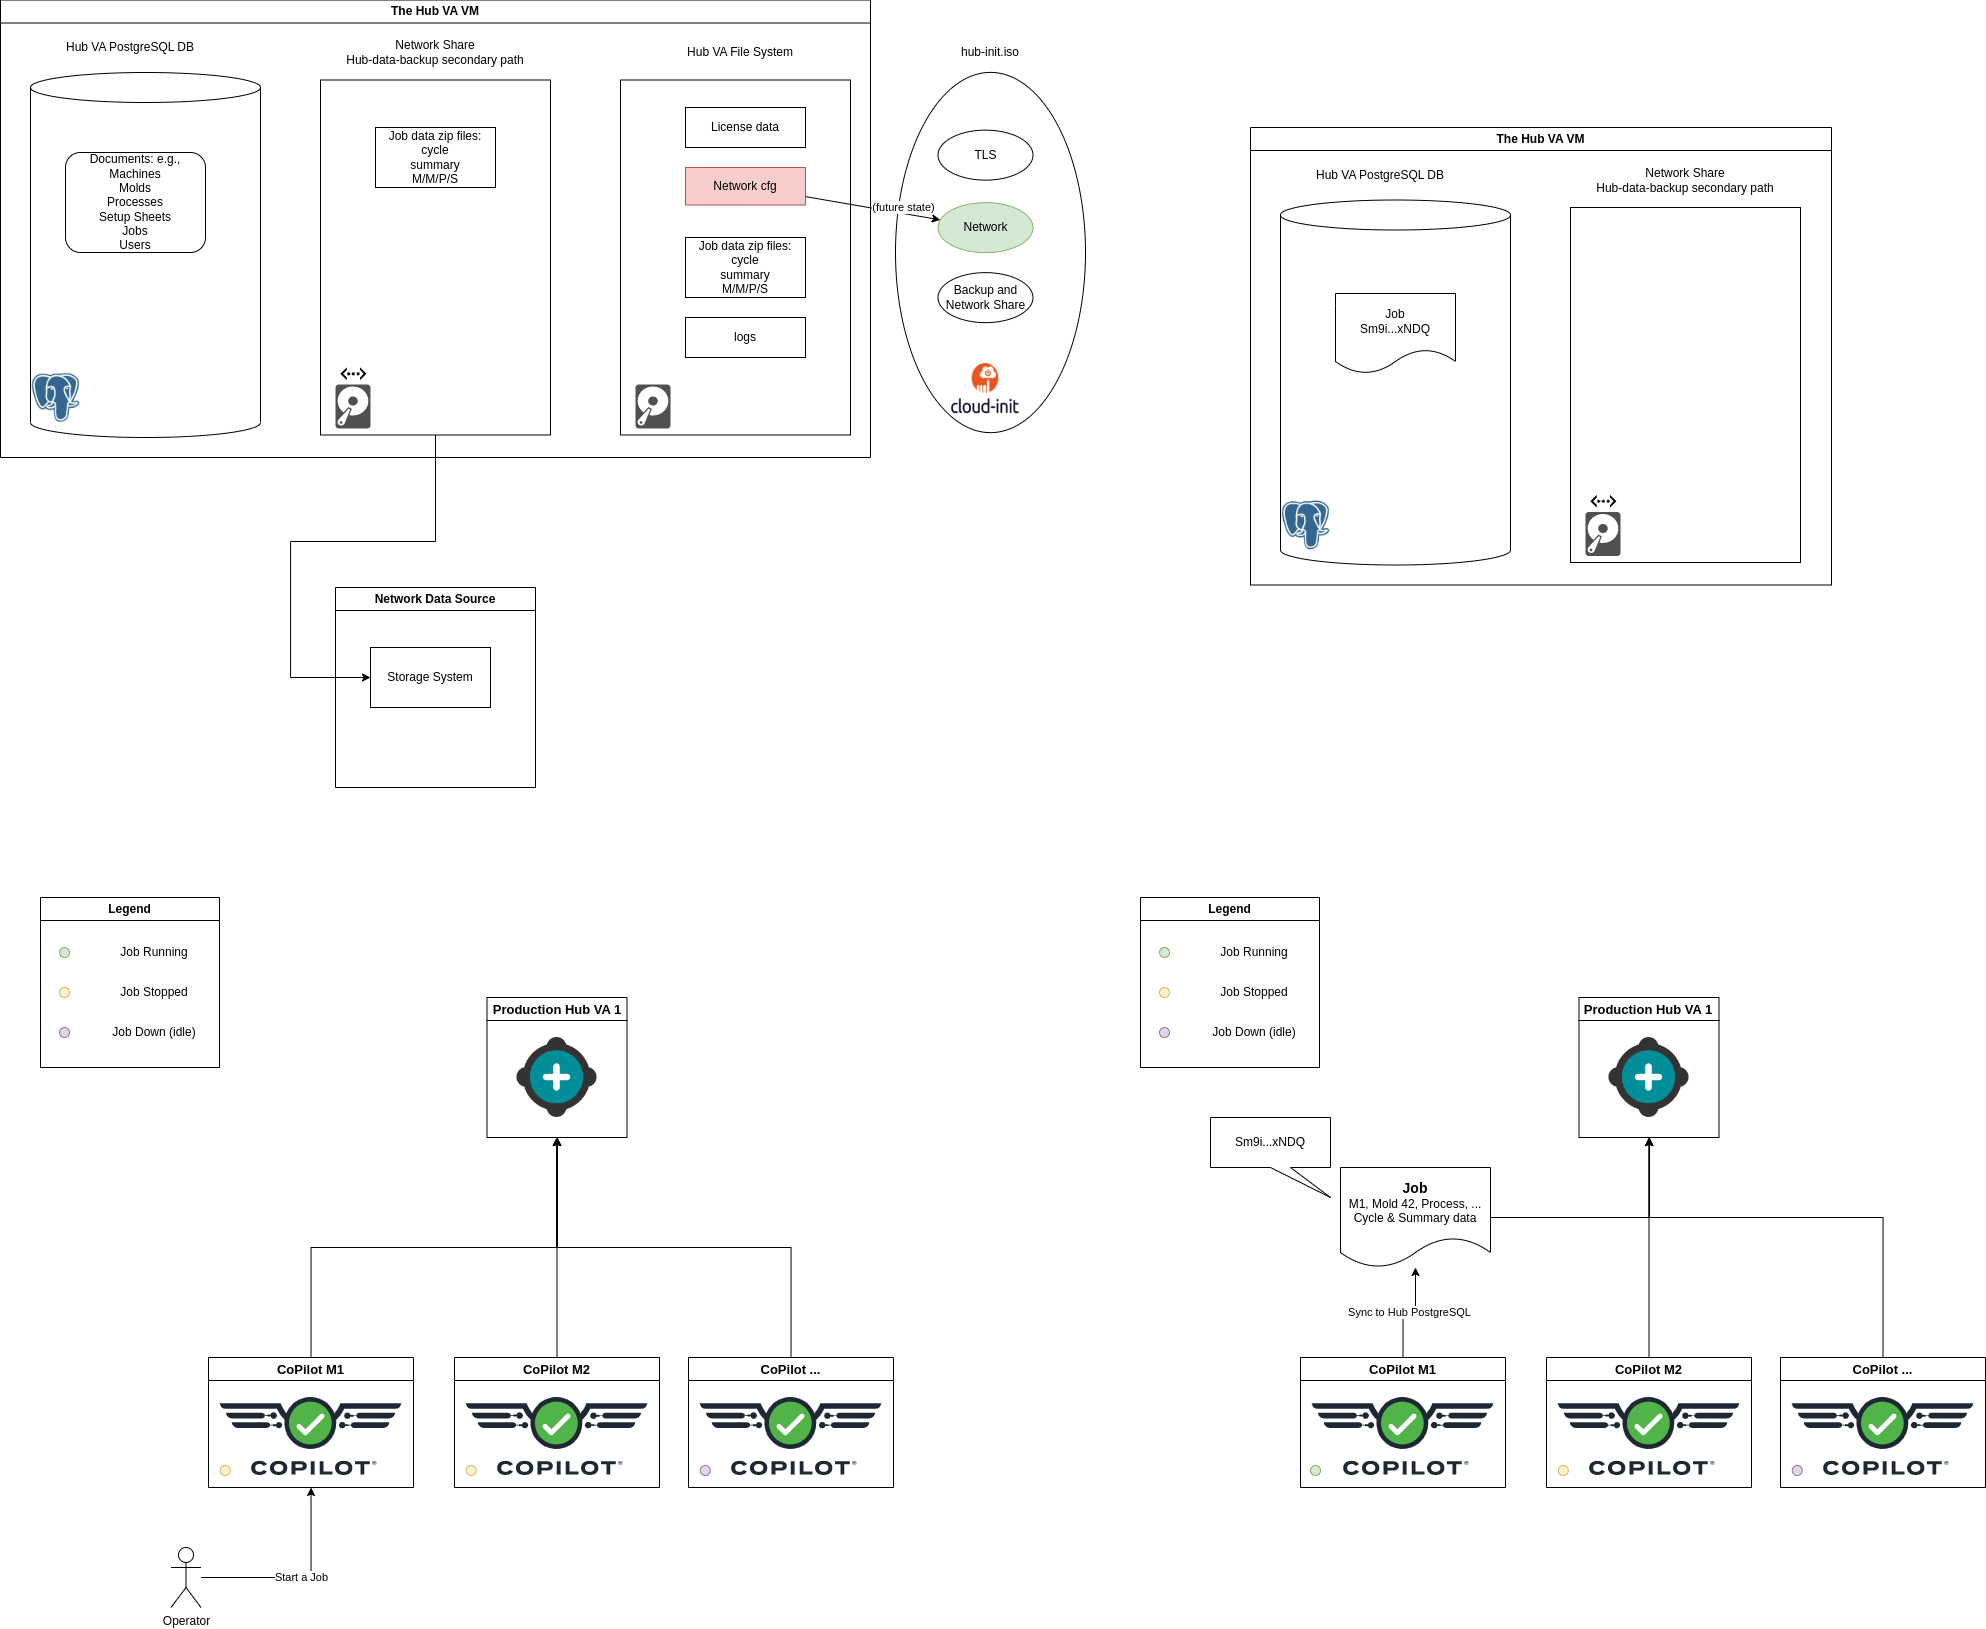 The Hub VA VM
Hub VA PostgreSQL DB
Documents: e.g.,
Machines
Molds
Processes
Setup Sheets
Jobs
Users
Network Share
Hub-data-backup secondary path
Job data zip files:
cycle
summary
M/M/P/S
Hub VA File System
License data
Network cfg
Job data zip files:
cycle
summary
M/M/P/S
logs
(future state)
hub-init.iso
TLS
Network
Backup and
Network Share
cloud-init
Network Data Source
Storage System
The Hub VA VM
Hub VA PostgreSQL DB
Job
Sm9i...xNDQ
Network Share
Hub-data-backup secondary path
Legend
Job Running
Job Stopped
Job Down (idle)
Production Hub VA 1
CoPilot M1
COPILOT®
CoPilot M2
COPILOT®
CoPilot ...
COPILOT®
Start a Job
Operator
Legend
Job Running
Job Stopped
Job Down (idle)
Production Hub VA 1
Sm9i...xNDQ
Job
M1, Mold 42, Process, ...
Cycle & Summary data
Sync to Hub PostgreSQL
CoPilot M1
COPILOT®
CoPilot M2
COPILOT®
CoPilot ...
COPILOT®